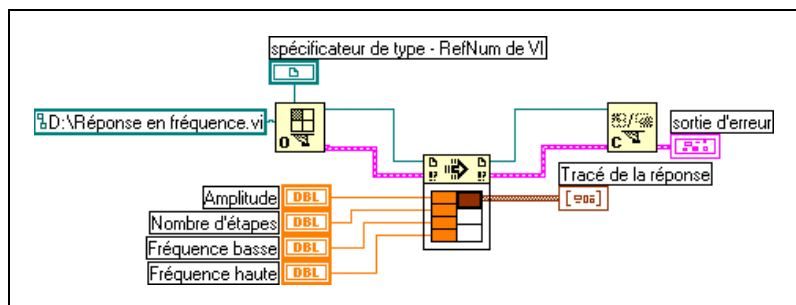 spécificateur de type - RefNum de VI
D:\Réponse en fréquence.vi
O
C
sortie d'erreur
Tracé de la réponse
Amplitude DBL
Nombre d'étapes DBL
Fréquence basse DBL
Fréquence haute DBL